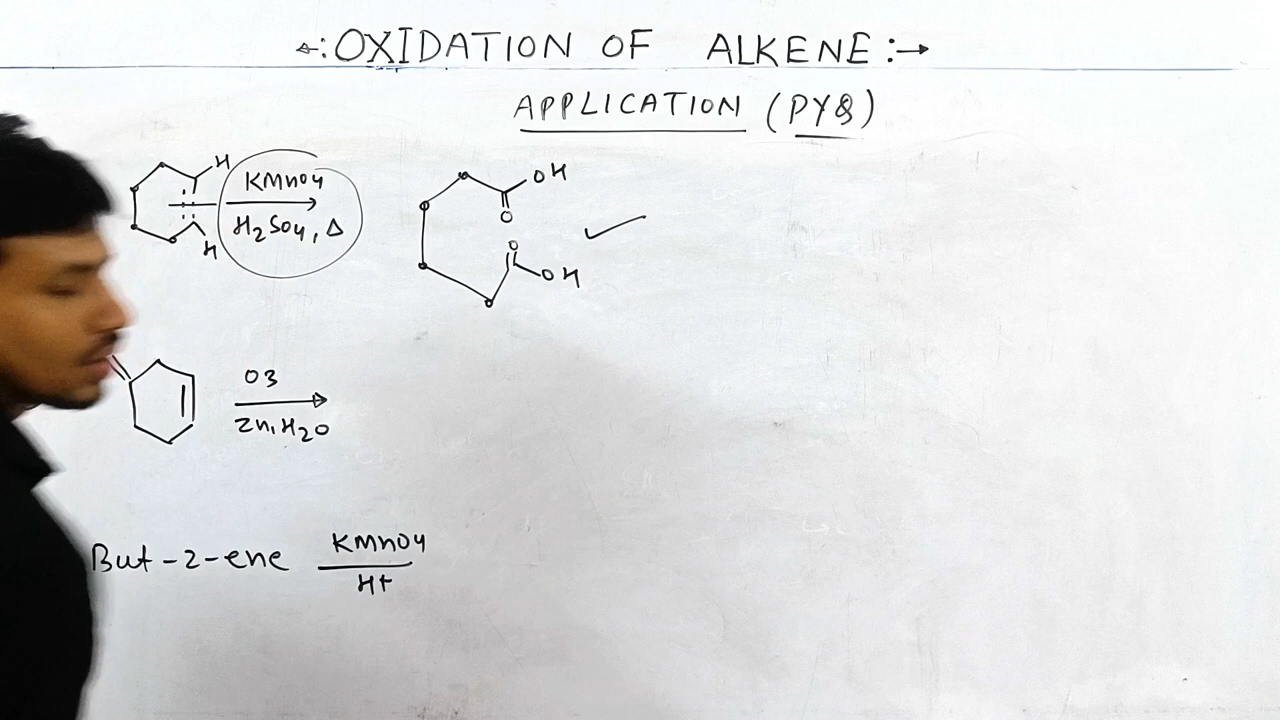 ←: OXIDATION OF ALKENE :→
APPLICATION (PYQ)
H
KMnO4
H2SO4, Δ
H
OH
O
O
OH
O3
Zn, H2O
But-2-ene KMnO4
H+